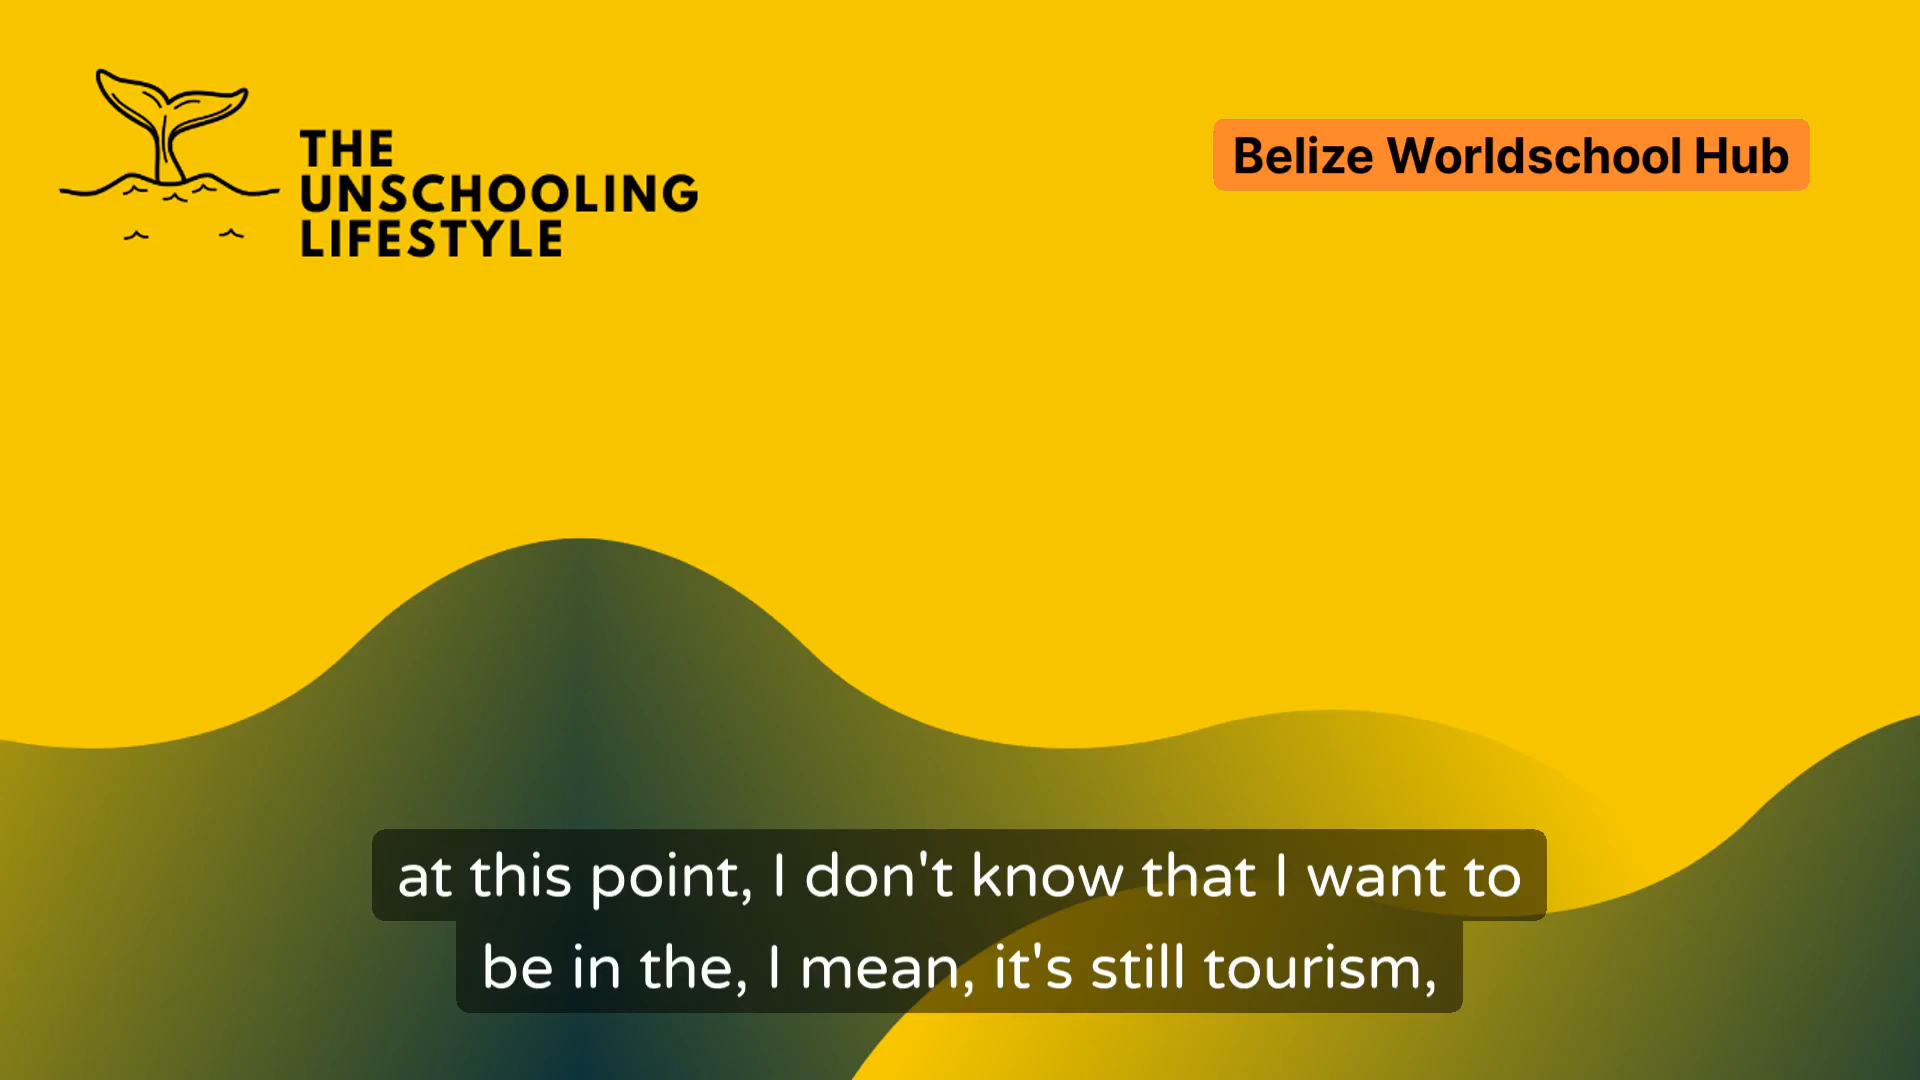 THE
UNSCHOOLING
LIFESTYLE
Belize Worldschool Hub
at this point, I don't know that I want to
be in the, I mean, it's still tourism,